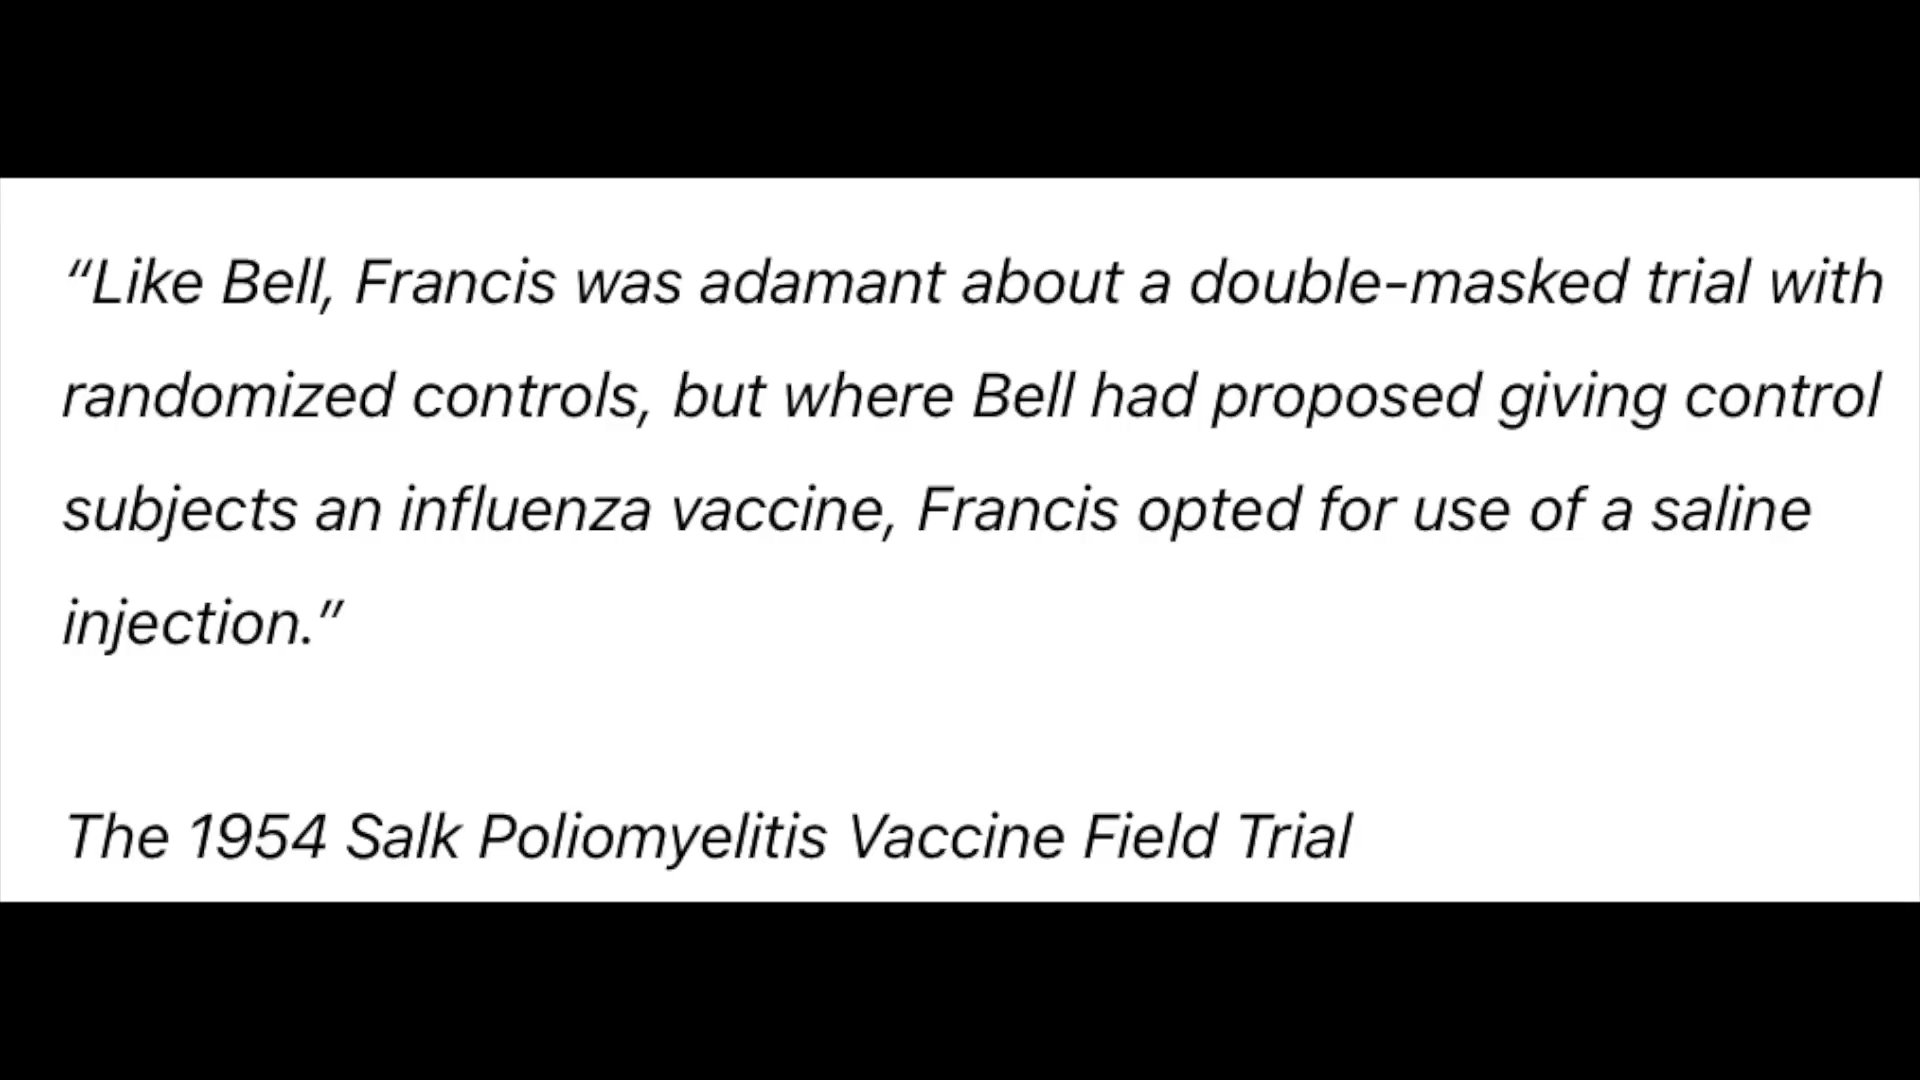 “Like Bell, Francis was adamant about a double-masked trial with
randomized controls, but where Bell had proposed giving control
subjects an influenza vaccine, Francis opted for use of a saline
injection.”
The 1954 Salk Poliomyelitis Vaccine Field Trial